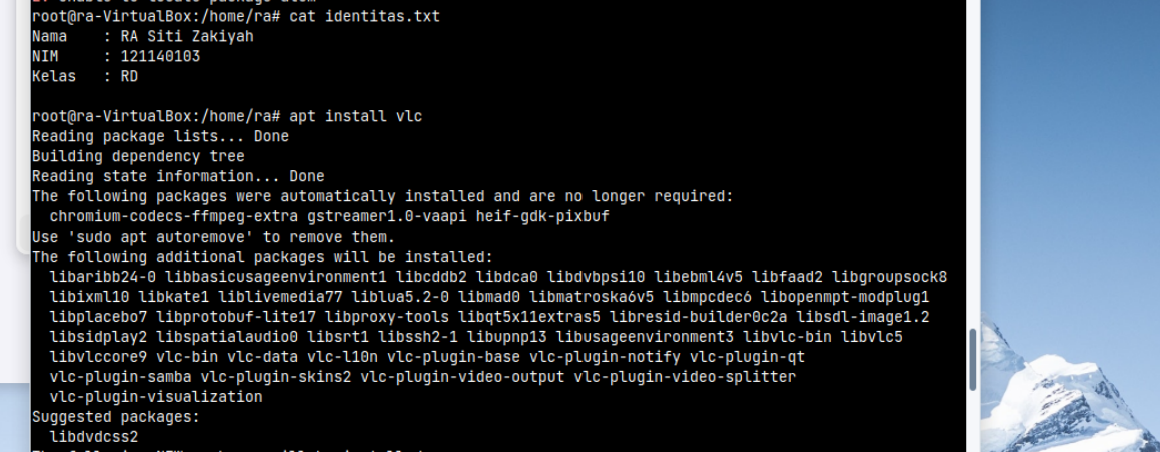 root@ra-VirtualBox:/home/ra# cat identitas.txt
Nama    : RA Siti Zakiyah
NIM     : 121140103
Kelas   : RD
root@ra-VirtualBox:/home/ra# apt install vlc
Reading package lists... Done
Building dependency tree
Reading state information... Done
The following packages were automatically installed and are no longer required:
  chromium-codecs-ffmpeg-extra gstreamer1.0-vaapi heif-gdk-pixbuf
Use 'sudo apt autoremove' to remove them.
The following additional packages will be installed:
  libaribb24-0 libbasicusageenvironment1 libcddb2 libdca0 libdvbpsi10 libebml4v5 libfaad2 libgroupsock8
  libixml10 libkate1 liblivemedia77 liblua5.2-0 libmad0 libmatroska6v5 libmpcdec6 libopenmpt-modplug1
  libplacebo7 libprotobuf-lite17 libproxy-tools libqt5x11extras5 libresid-builder0c2a libsdl-image1.2
  libsidplay2 libspatialaudio0 libsrt1 libssh2-1 libupnp13 libusageenvironment3 libvlc-bin libvlc5
  libvlccore9 vlc-bin vlc-data vlc-l10n vlc-plugin-base vlc-plugin-notify vlc-plugin-qt
  vlc-plugin-samba vlc-plugin-skins2 vlc-plugin-video-output vlc-plugin-video-splitter
  vlc-plugin-visualization
Suggested packages:
  libdvdcss2